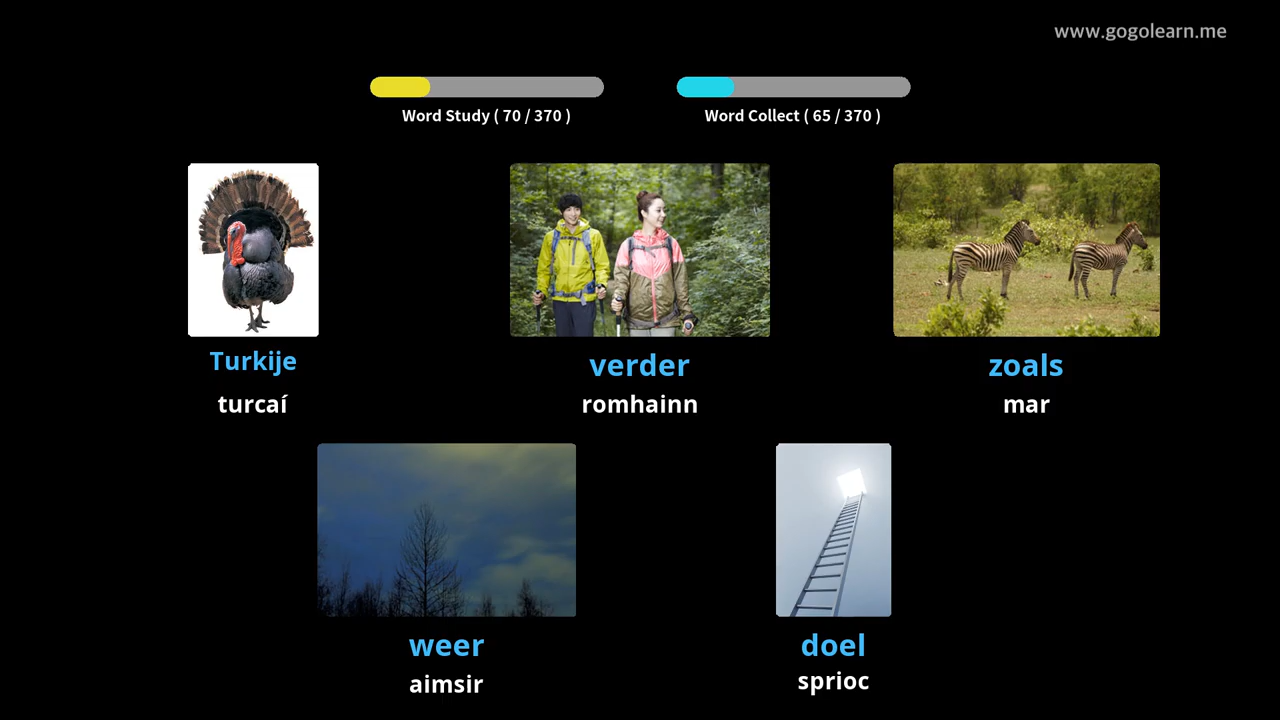 www.gogolearn.me
Word Study ( 70 / 370 )
Word Collect ( 65 / 370 )
Turkije
turcaí
verder
romhainn
zoals
mar
weer
aimsir
doel
sprioc